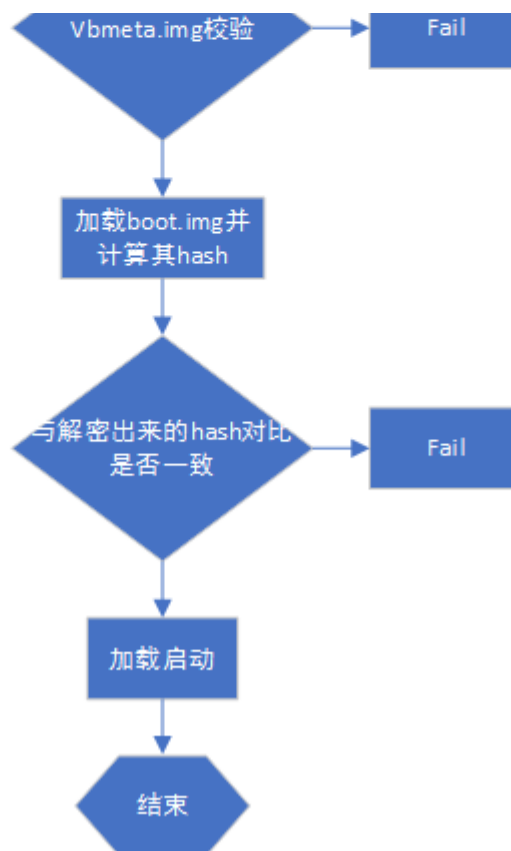 Vbmeta.img校验
Fail
加载boot.img并
计算其hash
与解密出来的hash对比
是否一致
Fail
加载启动
结束